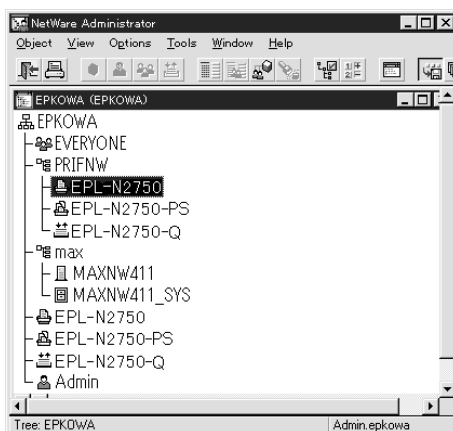 NetWare Administrator
Object View Options Tools Window Help
EPKOWA (EPKOWA)
EPKOWA
EVERYONE
PRIFNW
EPL-N2750
EPL-N2750-PS
EPL-N2750-Q
max
MAXNW411
MAXNW411_SYS
EPL-N2750
EPL-N2750-PS
EPL-N2750-Q
Admin
Tree: EPKOWA Admin.epkowa